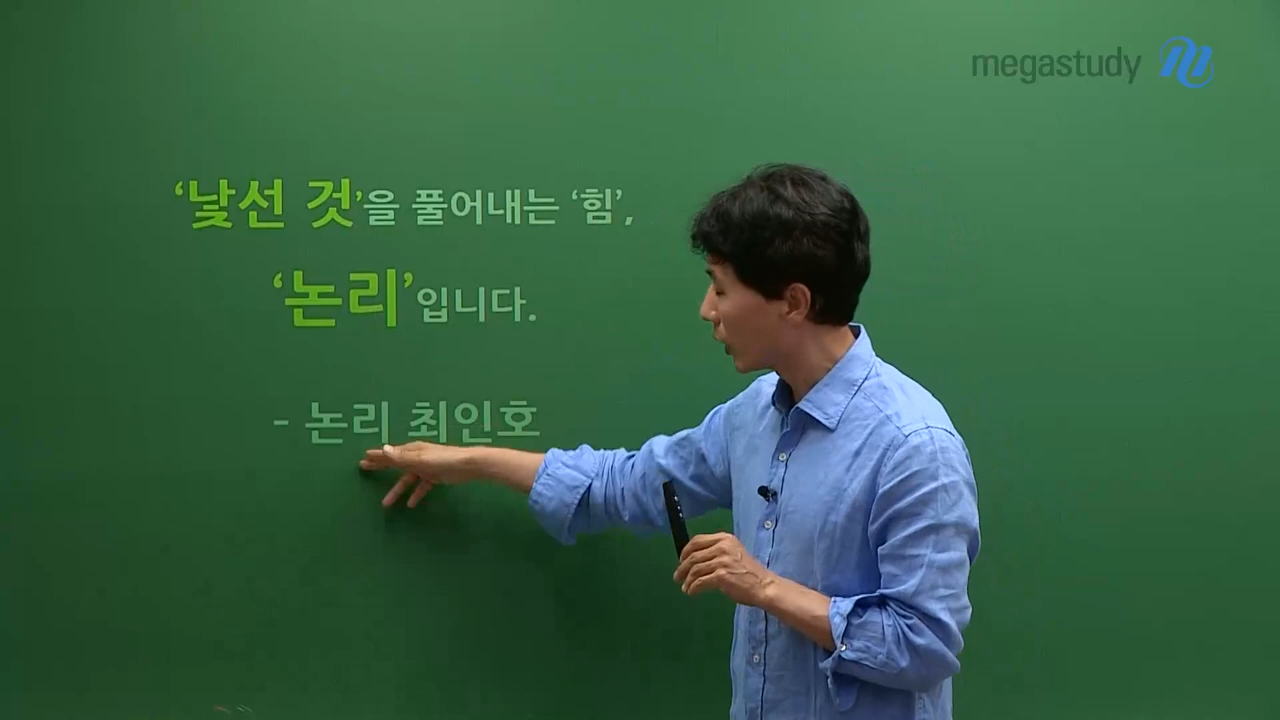 megastudy
‘낯선 것’을 풀어내는 ‘힘’,
‘논리’입니다.
- 논리 최인호